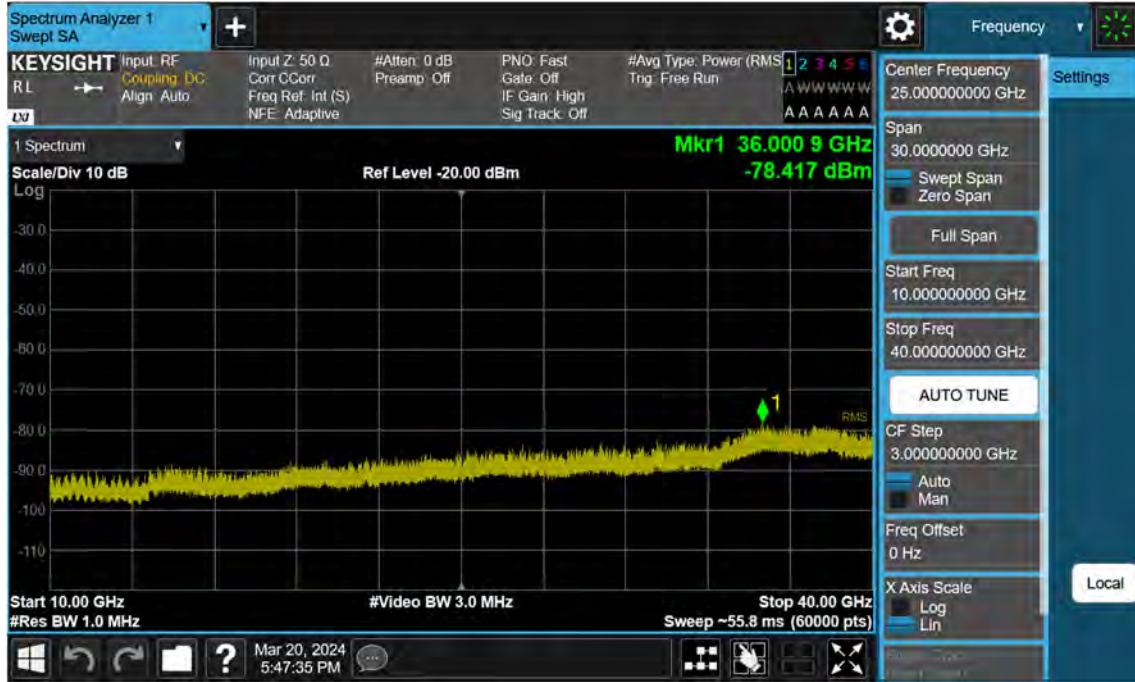 Spectrum Analyzer 1
Swept SA
Frequency
KEYSIGHT
Input: RF
Coupling: DC
Align: Auto
R L
LXI
Input Z: 50 Ω
Corr CCorr
Freq Ref: Int (S)
NFE: Adaptive
#Atten: 0 dB
Preamp: Off
PNO: Fast
Gate: Off
IF Gain: High
Sig Track: Off
#Avg Type: Power (RMS
Trig: Free Run
1 2 3 4 5 6
A W W W W W
A A A A A A
1 Spectrum
Scale/Div 10 dB
Ref Level -20.00 dBm
Mkr1 36.000 9 GHz
-78.417 dBm
Log
-30.0
-40.0
-50.0
-60.0
-70.0
-80.0
-90.0
-100
-110
1
RMS
Start 10.00 GHz
#Res BW 1.0 MHz
#Video BW 3.0 MHz
Stop 40.00 GHz
Sweep ~55.8 ms (60000 pts)
?
Mar 20, 2024
5:47:35 PM
Center Frequency
25.000000000 GHz
Span
30.0000000 GHz
Swept Span
Zero Span
Full Span
Start Freq
10.000000000 GHz
Stop Freq
40.000000000 GHz
AUTO TUNE
CF Step
3.000000000 GHz
Auto
Man
Freq Offset
0 Hz
X Axis Scale
Log
Lin
Settings
Local